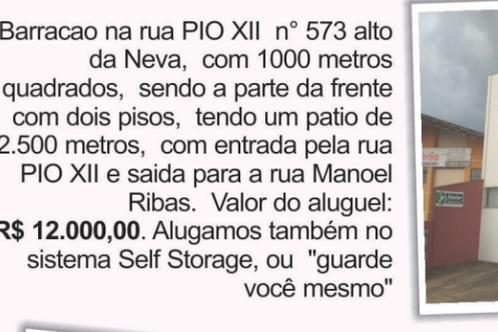 Barracao na rua PIO XII n° 573 alto
da Neva, com 1000 metros
quadrados, sendo a parte da frente
com dois pisos, tendo um patio de
2.500 metros, com entrada pela rua
PIO XII e saida para a rua Manoel
Ribas. Valor do aluguel:
R$ 12.000,00. Alugamos também no
sistema Self Storage, ou "guarde
você mesmo"